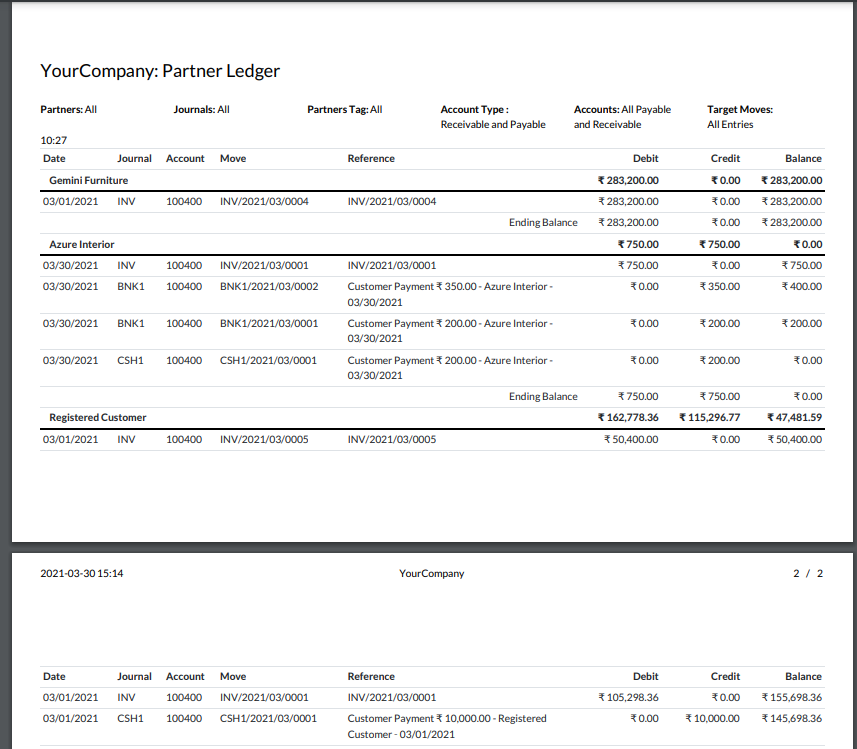 YourCompany: Partner Ledger
Partners: All Journals: All Partners Tag: All Account Type : Accounts: All Payable Target Moves:
Receivable and Payable and Receivable All Entries
10:27
Date Journal Account Move Reference Debit Credit Balance
Gemini Furniture ₹ 283,200.00 ₹ 0.00 ₹ 283,200.00
03/01/2021 INV 100400 INV/2021/03/0004 INV/2021/03/0004 ₹ 283,200.00 ₹ 0.00 ₹ 283,200.00
Ending Balance ₹ 283,200.00 ₹ 0.00 ₹ 283,200.00
Azure Interior ₹ 750.00 ₹ 750.00 ₹ 0.00
03/30/2021 INV 100400 INV/2021/03/0001 INV/2021/03/0001 ₹ 750.00 ₹ 0.00 ₹ 750.00
03/30/2021 BNK1 100400 BNK1/2021/03/0002 Customer Payment ₹ 350.00 - Azure Interior - ₹ 0.00 ₹ 350.00 ₹ 400.00
03/30/2021
03/30/2021 BNK1 100400 BNK1/2021/03/0001 Customer Payment ₹ 200.00 - Azure Interior - ₹ 0.00 ₹ 200.00 ₹ 200.00
03/30/2021
03/30/2021 CSH1 100400 CSH1/2021/03/0001 Customer Payment ₹ 200.00 - Azure Interior - ₹ 0.00 ₹ 200.00 ₹ 0.00
03/30/2021
Ending Balance ₹ 750.00 ₹ 750.00 ₹ 0.00
Registered Customer ₹ 162,778.36 ₹ 115,296.77 ₹ 47,481.59
03/01/2021 INV 100400 INV/2021/03/0005 INV/2021/03/0005 ₹ 50,400.00 ₹ 0.00 ₹ 50,400.00
2021-03-30 15:14 YourCompany 2 / 2
Date Journal Account Move Reference Debit Credit Balance
03/01/2021 INV 100400 INV/2021/03/0001 INV/2021/03/0001 ₹ 105,298.36 ₹ 0.00 ₹ 155,698.36
03/01/2021 CSH1 100400 CSH1/2021/03/0001 Customer Payment ₹ 10,000.00 - Registered ₹ 0.00 ₹ 10,000.00 ₹ 145,698.36
Customer - 03/01/2021